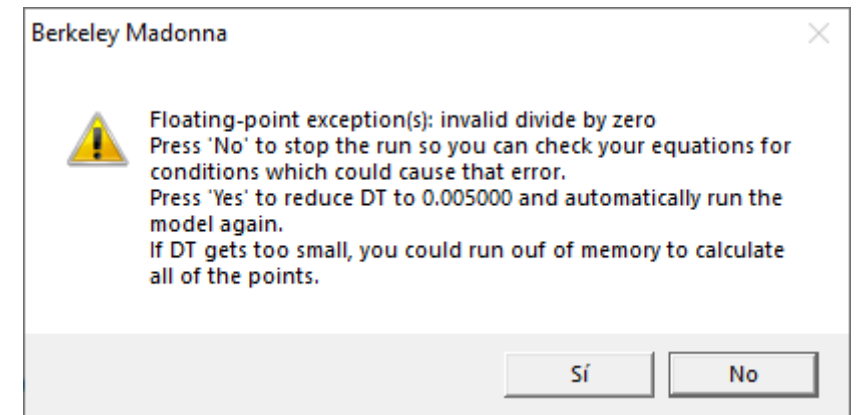 Berkeley Madonna
Floating-point exception(s): invalid divide by zero
Press 'No' to stop the run so you can check your equations for
conditions which could cause that error.
Press 'Yes' to reduce DT to 0.005000 and automatically run the
model again.
If DT gets too small, you could run ouf of memory to calculate
all of the points.
Sí
No